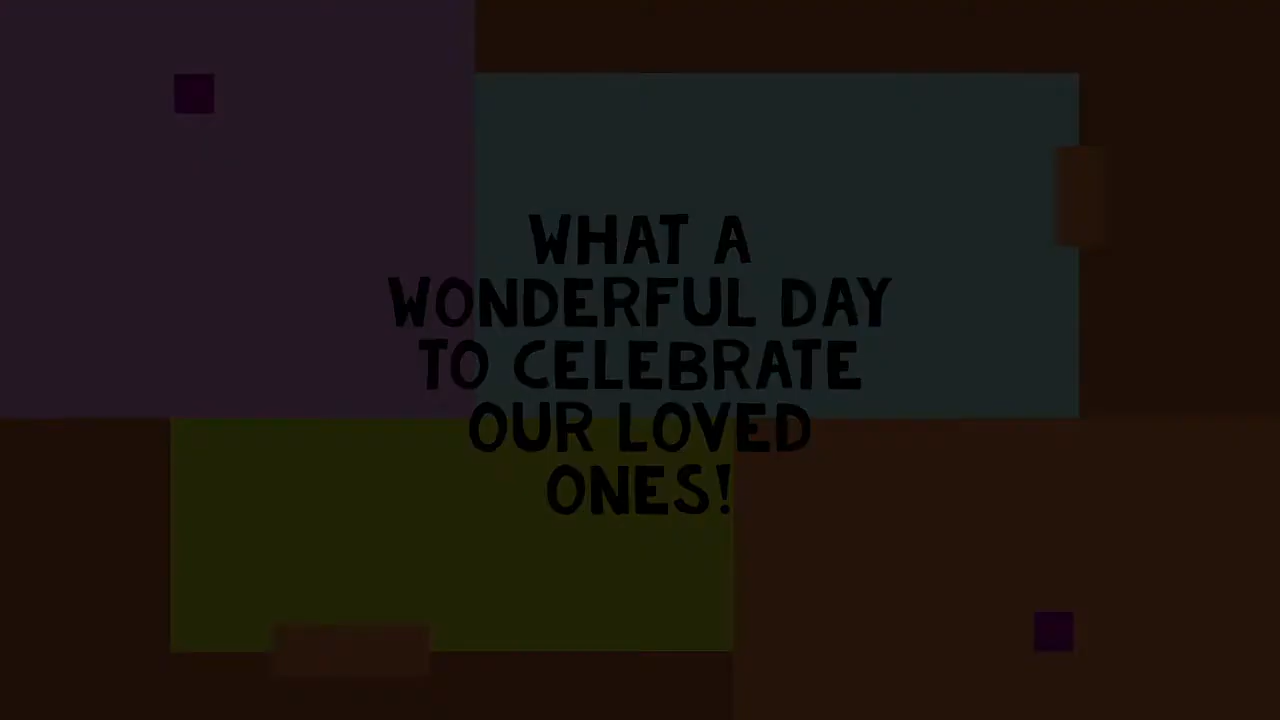 WHAT A
WONDERFUL DAY
TO CELEBRATE
OUR LOVED
ONES!